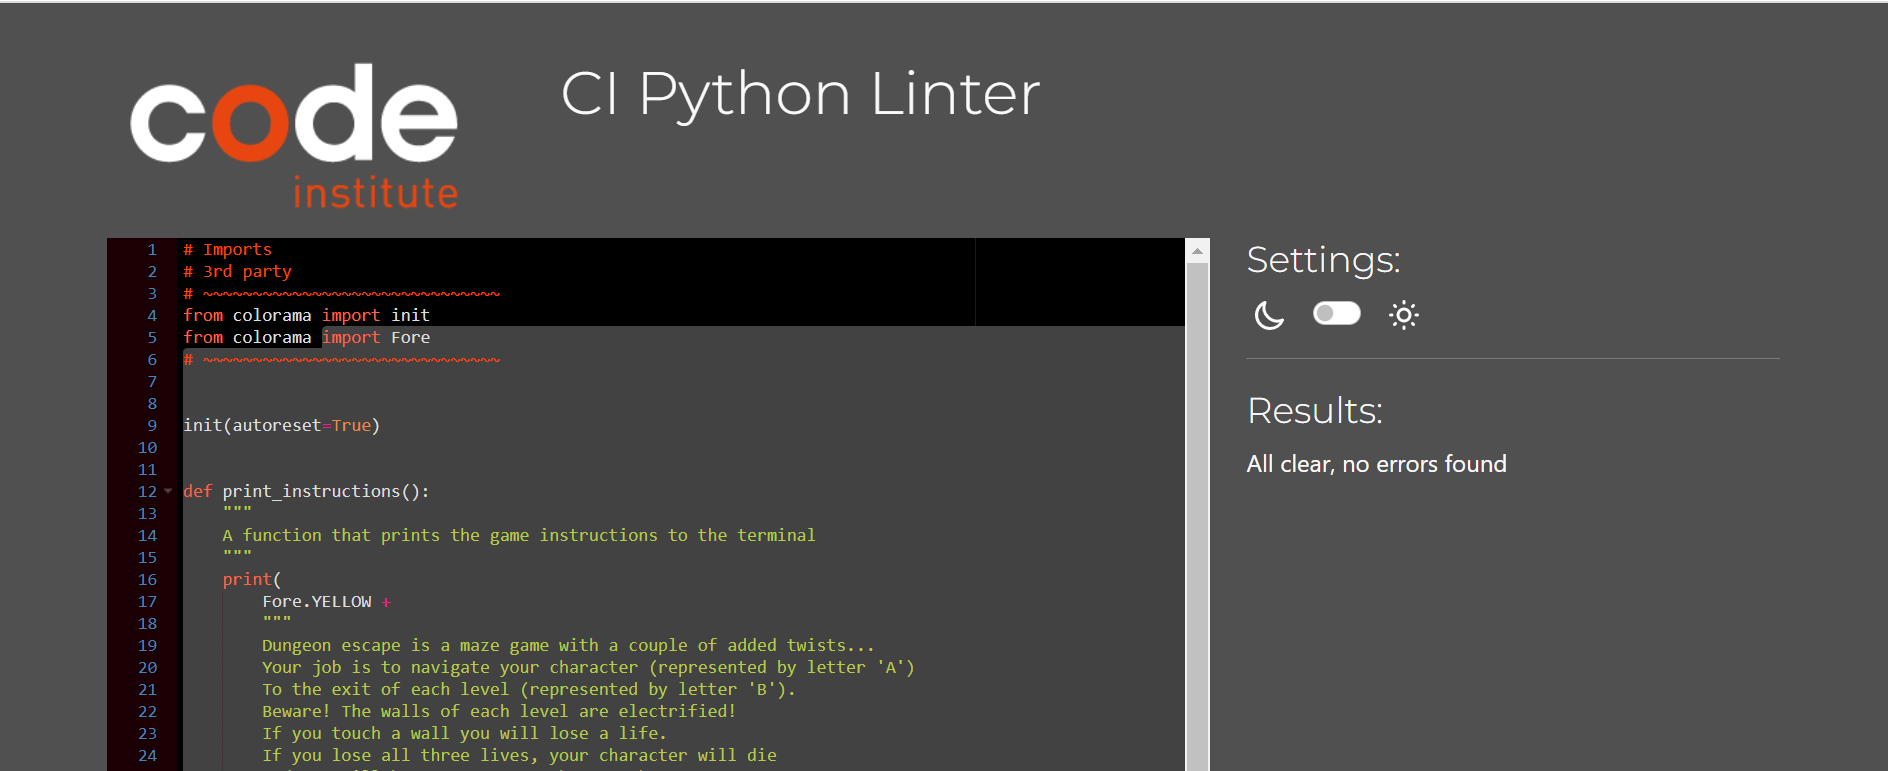 code
institute
CI Python Linter
1 # Imports
2 # 3rd party
3 # ~~~~~~~~~~~~~~~~~~~~~~~~~~~~~~
4 from colorama import init
5 from colorama import Fore
6 # ~~~~~~~~~~~~~~~~~~~~~~~~~~~~~~
7
8
9 init(autoreset=True)
10
11
12 def print_instructions():
13     """
14     A function that prints the game instructions to the terminal
15     """
16     print(
17         Fore.YELLOW +
18         """
19         Dungeon escape is a maze game with a couple of added twists...
20         Your job is to navigate your character (represented by letter 'A')
21         To the exit of each level (represented by letter 'B').
22         Beware! The walls of each level are electrified!
23         If you touch a wall you will lose a life.
24         If you lose all three lives, your character will die
Settings:
Results:
All clear, no errors found